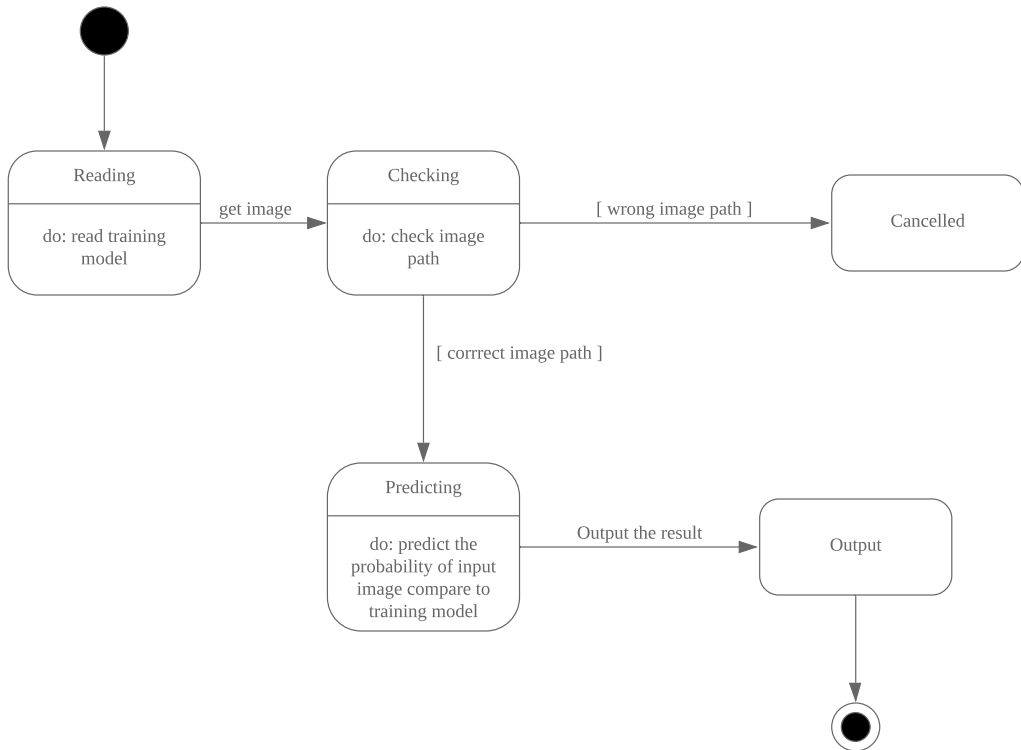 Reading
do: read training
model
get image
Checking
do: check image
path
[ wrong image path ]
Cancelled
[ corrrect image path ]
Predicting
do: predict the
probability of input
image compare to
training model
Output the result
Output